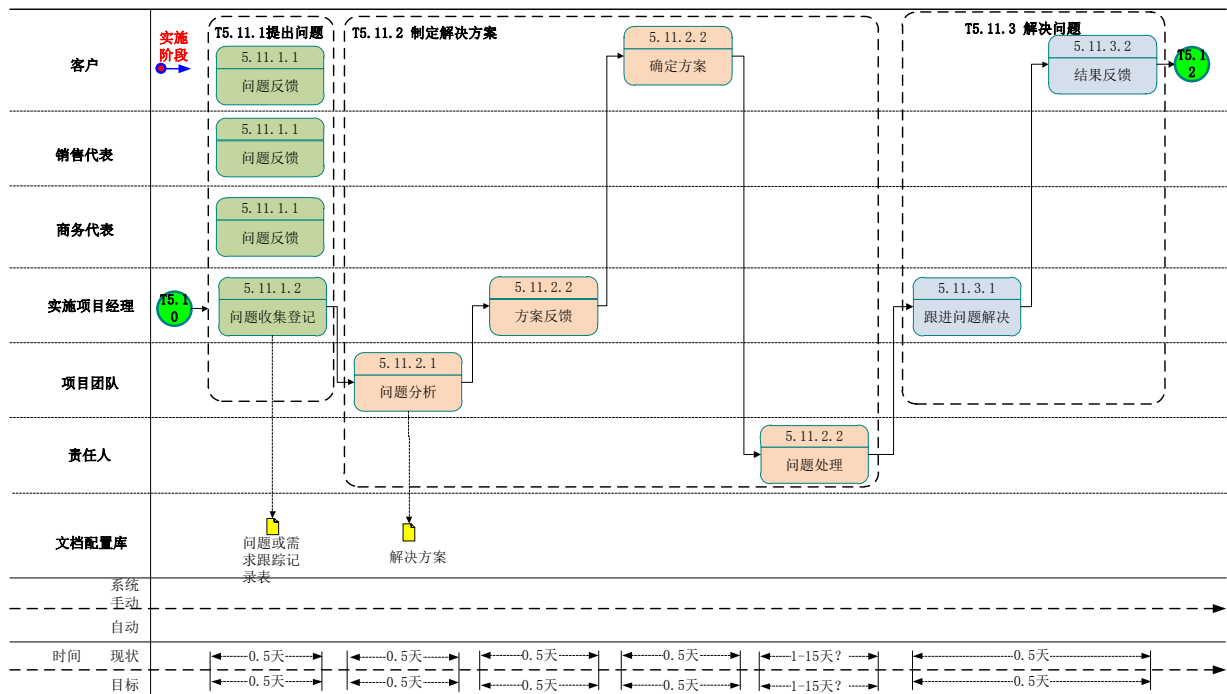 T5.11.1提出问题
T5.11.2 制定解决方案
T5.11.3 解决问题
客户
实施
阶段
5.11.1.1
问题反馈
5.11.2.2
确定方案
5.11.3.2
结果反馈
T5.1
2
销售代表
5.11.1.1
问题反馈
商务代表
5.11.1.1
问题反馈
实施项目经理
T5.1
0
5.11.1.2
问题收集登记
5.11.2.2
方案反馈
5.11.3.1
跟进问题解决
项目团队
5.11.2.1
问题分析
责任人
5.11.2.2
问题处理
文档配置库
问题或需
求跟踪记
录表
解决方案
系统
手动
自动
时间 现状 0.5天 0.5天 0.5天 0.5天 1-15天? 0.5天
目标 0.5天 0.5天 0.5天 0.5天 1-15天? 0.5天